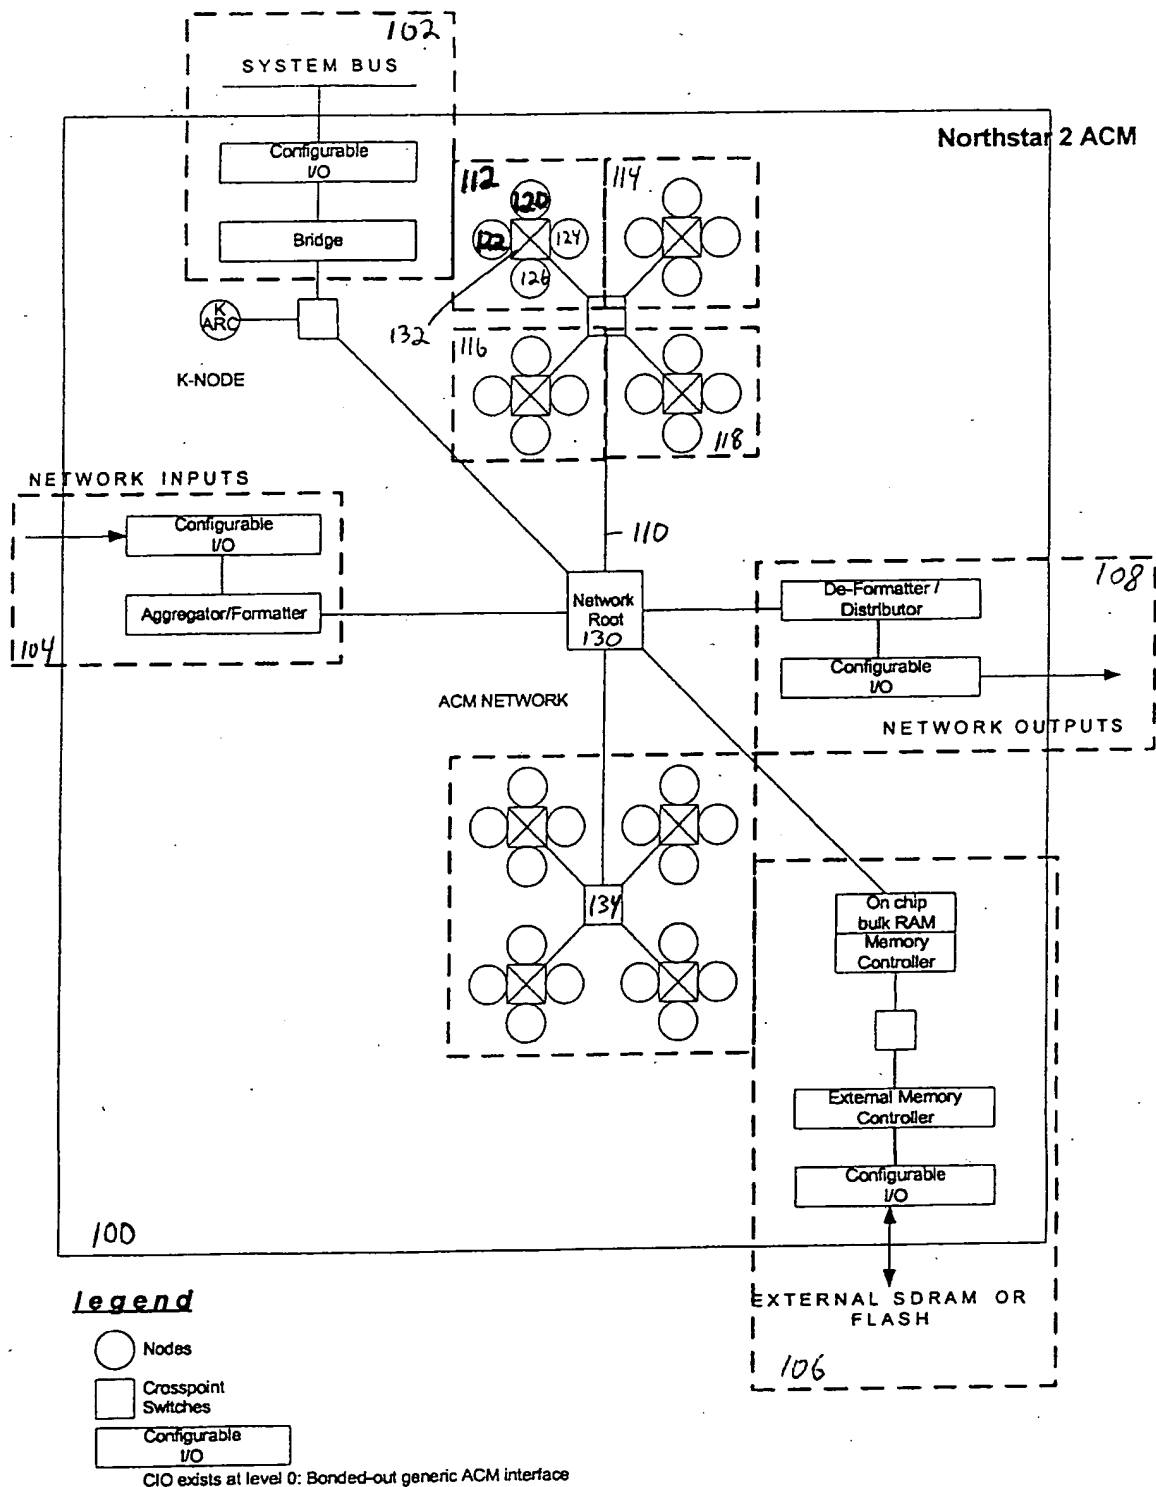 102
SYSTEM BUS
Northstar 2 ACM
Configurable
I/O
112
114
120
Bridge
122
124
126
K
ARC
132
116
K-NODE
118
NETWORK INPUTS
Configurable
I/O
110
108
De-Formatter /
Distributor
Network
Root
130
Aggregator/Formatter
104
Configurable
I/O
ACM NETWORK
NETWORK OUTPUTS
134
On chip
bulk RAM
Memory
Controller
External Memory
Controller
Configurable
I/O
100
EXTERNAL SDRAM OR
FLASH
106
legend
Nodes
Crosspoint
Switches
Configurable
I/O
CIO exists at level 0: Bonded-out generic ACM interface